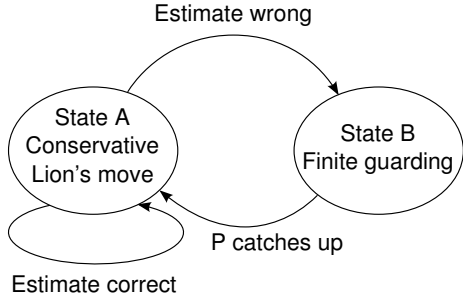 Estimate wrong
State A
Conservative
Lion's move
State B
Finite guarding
P catches up
Estimate correct